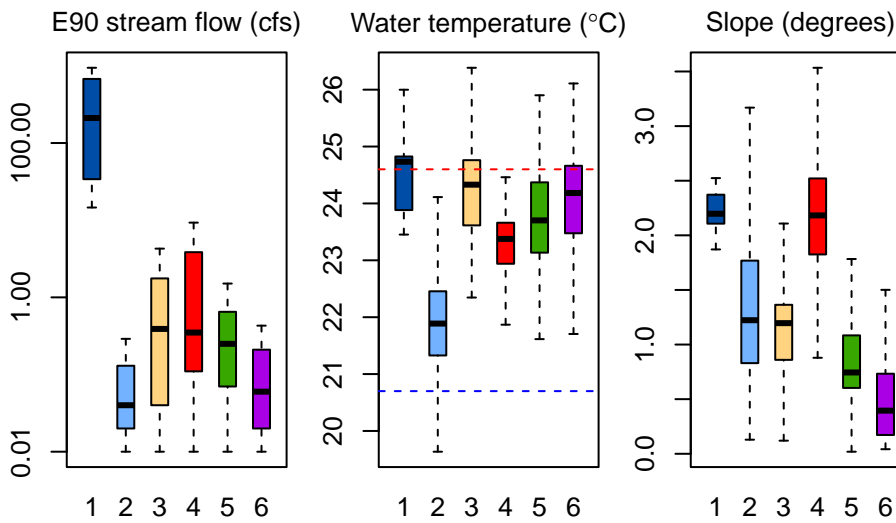 E90 stream flow (cfs)
100.00
1.00
0.01
1 2 3 4 5 6
Water temperature (°C)
26
25
24
23
22
21
20
1 2 3 4 5 6
Slope (degrees)
3.0
2.0
1.0
0.0
1 2 3 4 5 6